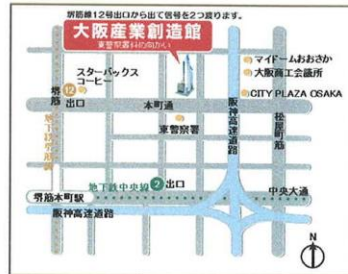 堺筋線12号出口から出て信号を2つ渡ります。
大阪産業創造館
東警察署科の向かい
スターバックス
コーヒー
マイドームおおさか
大阪商工会議所
CITY PLAZA OSAKA
堺筋
12
出口
本町通
東警察署
地下鉄堺筋線
阪神高速道路
松屋町筋
地下鉄中央線
2
出口
中央大通
堺筋本町駅
阪神高速道路
N